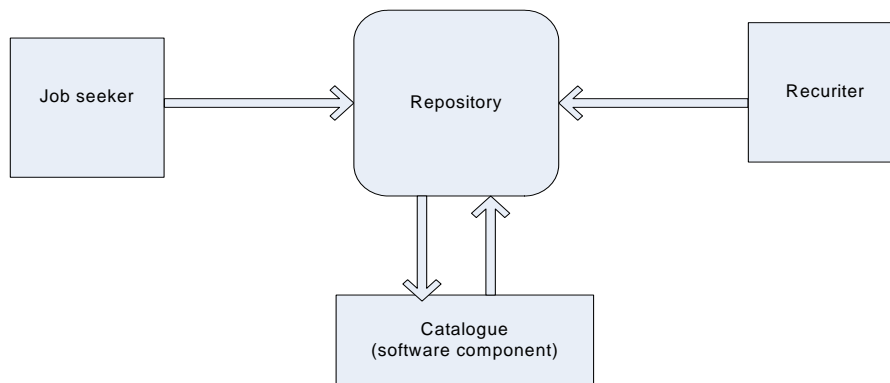 Job seeker
Repository
Recuriter
Catalogue
(software component)